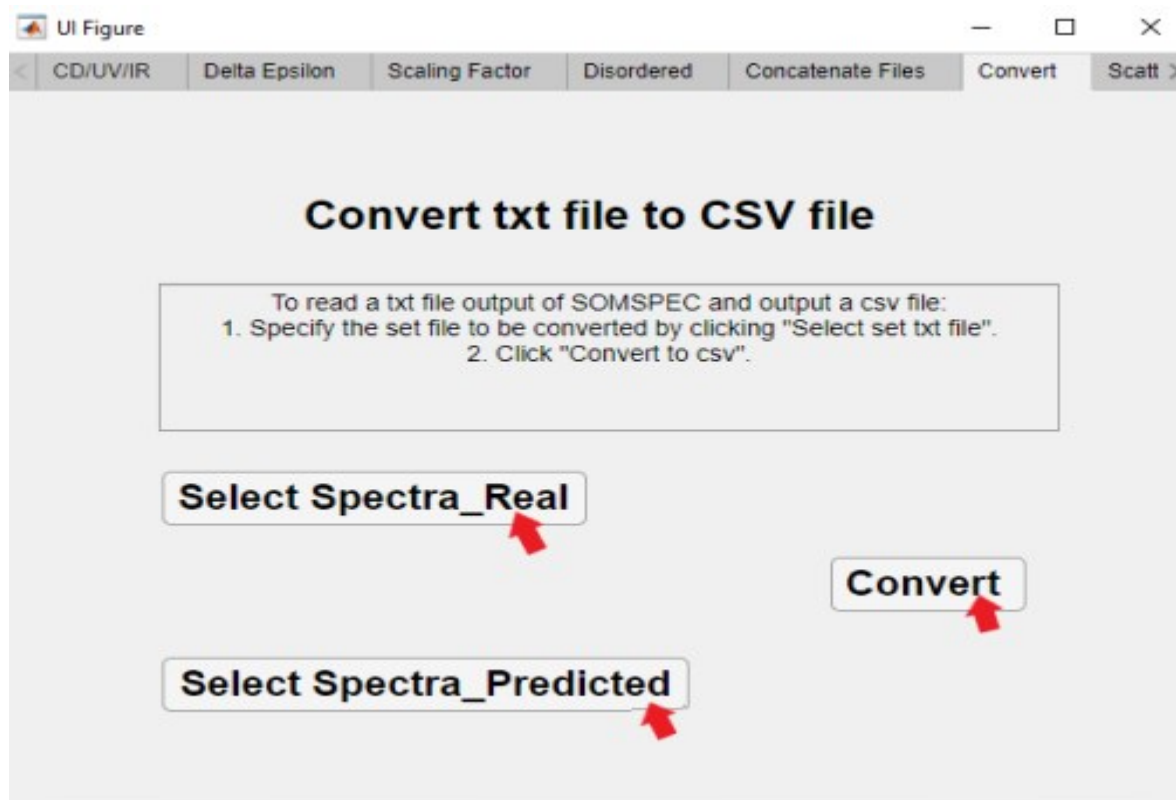 UI Figure
CD/UV/IR Delta Epsilon Scaling Factor Disordered Concatenate Files Convert Scatt
Convert txt file to CSV file
To read a txt file output of SOMSPEC and output a csv file:
1. Specify the set file to be converted by clicking "Select set txt file".
2. Click "Convert to csv".
Select Spectra_Real
Convert
Select Spectra_Predicted